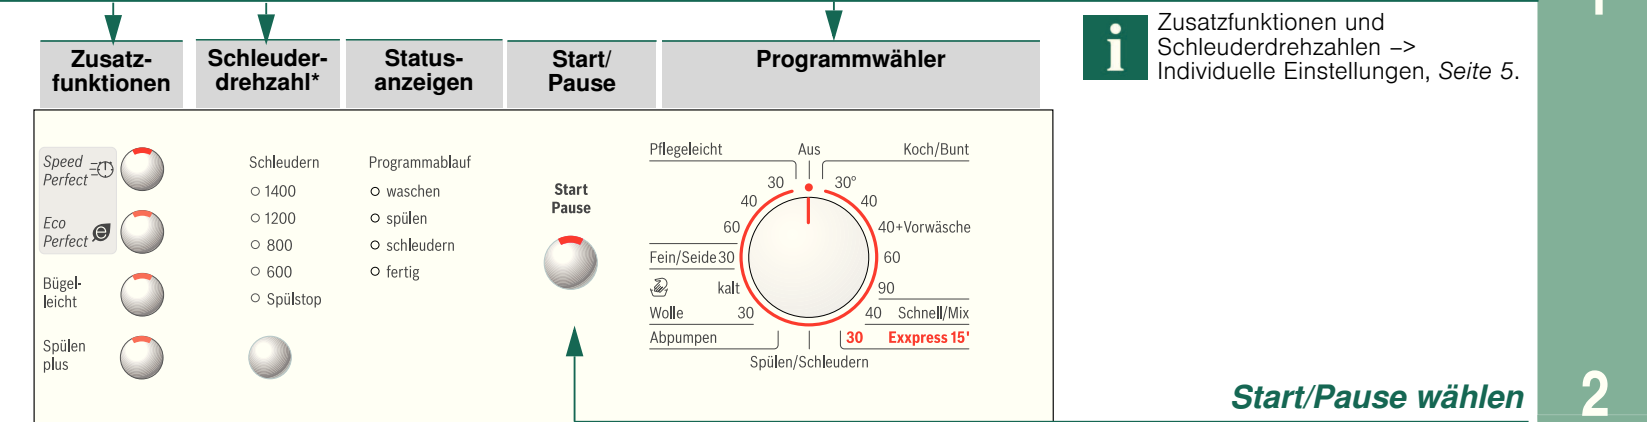 1
Zusatz-
funktionen
Schleuder-
drehzahl*
Status-
anzeigen
Start/
Pause
Programmwähler
i
Zusatzfunktionen und
Schleuderdrehzahlen –>
Individuelle Einstellungen, Seite 5.
Speed
Perfect
Eco
Perfect
e
Bügel-
leicht
Spülen
plus
Schleudern
1400
1200
800
600
Spülstop
Programmablauf
waschen
spülen
schleudern
fertig
Start
Pause
Pflegeleicht
30
40
60
Fein/Seide 30
kalt
Wolle 30
Abpumpen
Aus
Koch/Bunt
30°
40
40+Vorwäsche
60
90
40 Schnell/Mix
30 Exxpress 15'
Spülen/Schleudern
Start/Pause wählen
2